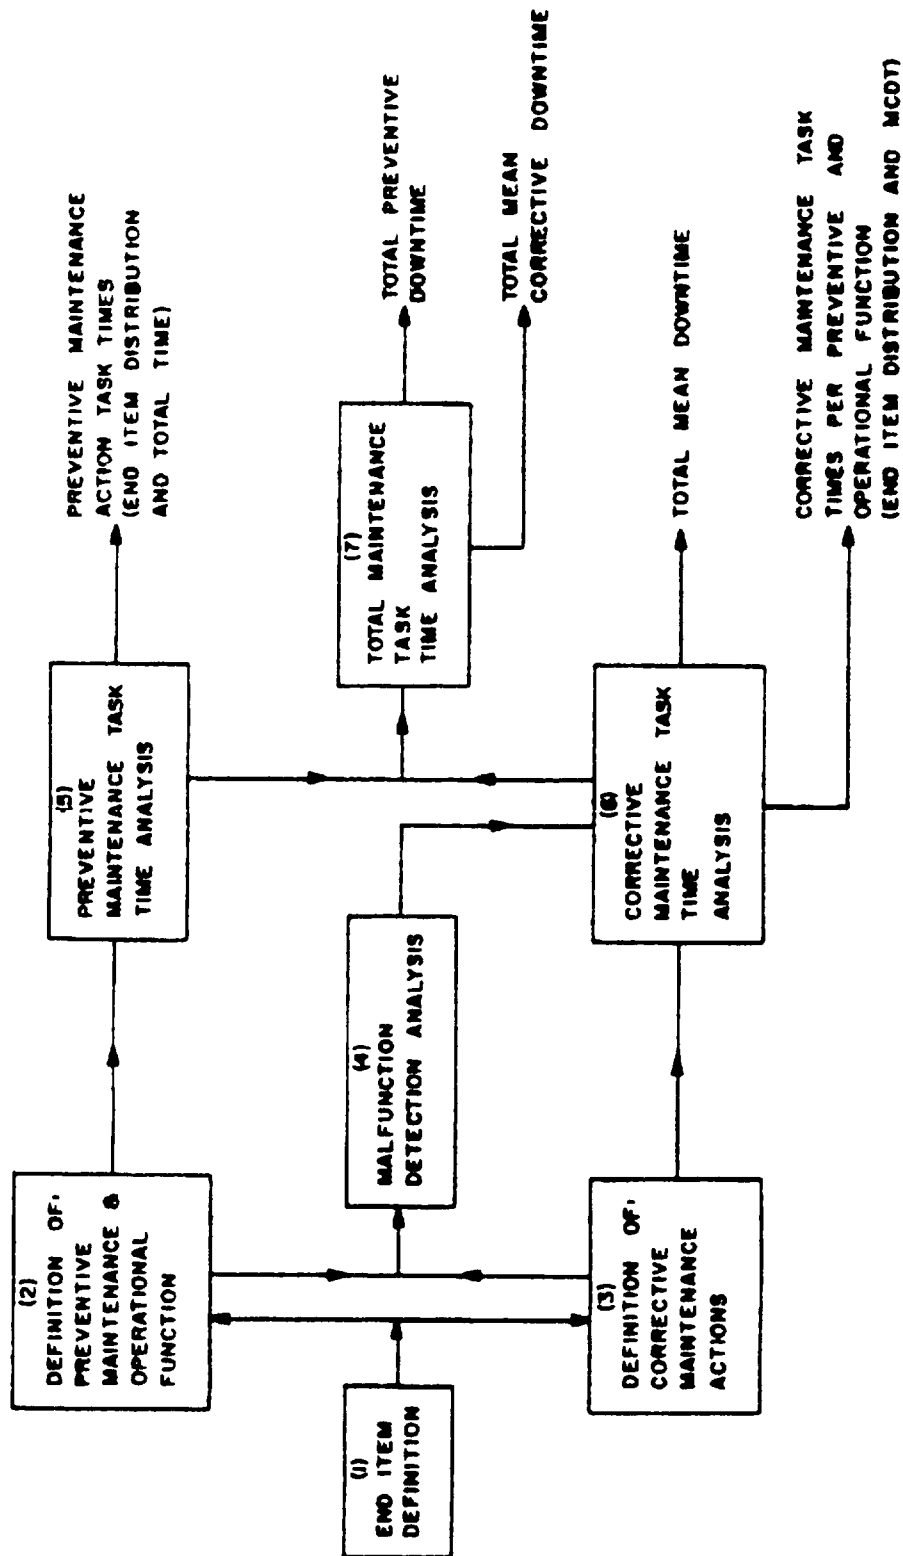 (1)
END ITEM
DEFINITION
(2)
DEFINITION OF:
PREVENTIVE
MAINTENANCE &
OPERATIONAL
FUNCTION
(3)
DEFINITION OF:
CORRECTIVE
MAINTENANCE
ACTIONS
(4)
MALFUNCTION
DETECTION ANALYSIS
(5)
PREVENTIVE
MAINTENANCE TASK
TIME ANALYSIS
(6)
CORRECTIVE
MAINTENANCE TASK
TIME
ANALYSIS
(7)
TOTAL MAINTENANCE
TASK
TIME ANALYSIS
PREVENTIVE MAINTENANCE
ACTION TASK TIMES
(END ITEM DISTRIBUTION
AND TOTAL TIME)
TOTAL PREVENTIVE
DOWNTIME
TOTAL MEAN
CORRECTIVE DOWNTIME
TOTAL MEAN DOWNTIME
CORRECTIVE MAINTENANCE TASK
TIMES PER PREVENTIVE AND
OPERATIONAL FUNCTION
(END ITEM DISTRIBUTION AND MCDT)